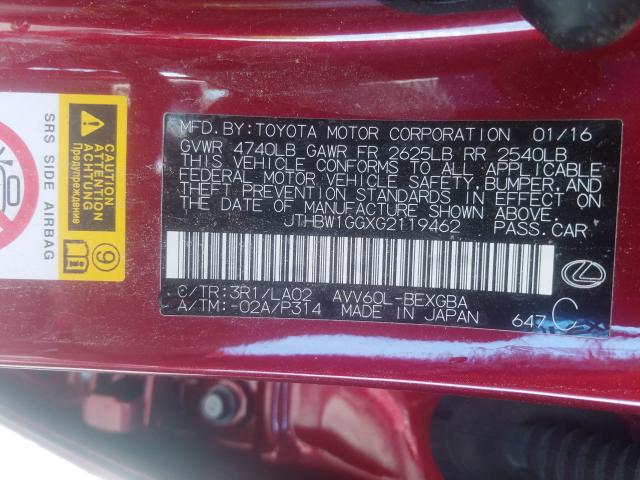 MFD.BY:TOYOTA MOTOR CORPORATION 01/16
GVWR 4740LB GAWR FR 2625LB RR 2540LB
THIS VEHICLE CONFORMS TO ALL APPLICABLE
FEDERAL MOTOR VEHICLE SAFETY, BUMPER, AND
THEFT PREVENTION STANDARDS IN EFFECT ON
THE DATE OF MANUFACTURE SHOWN ABOVE.
JTHBW1GGXG2119462 PASS.CAR
C/TR:3R1/LA02 AVV60L-BEXGBA
A/TM:-02A/P314 MADE IN JAPAN 647 C
SRS SIDE AIRBAG
CAUTION
ATTENTION
ACHTUNG
Предупреждение
9